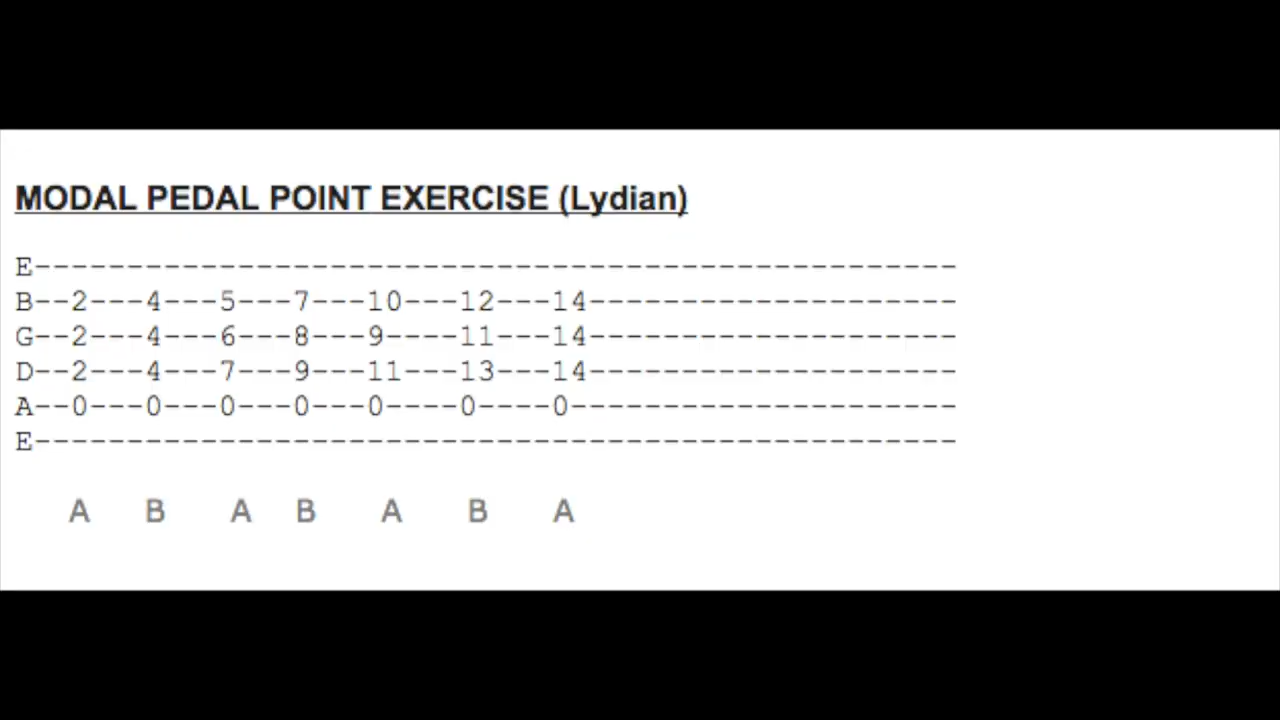 MODAL PEDAL POINT EXERCISE (Lydian)
E---------------------------------------------------
B--2---4---5---7---10---12---14--------------------
G--2---4---6---8---9----11---14--------------------
D--2---4---7---9---11---13---14--------------------
A--0---0---0---0---0----0----0---------------------
E---------------------------------------------------
A B A B A B A